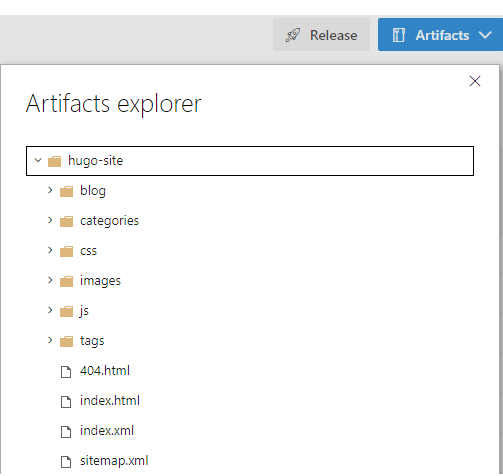 Release
Artifacts
Artifacts explorer
hugo-site
blog
categories
css
images
js
tags
404.html
index.html
index.xml
sitemap.xml